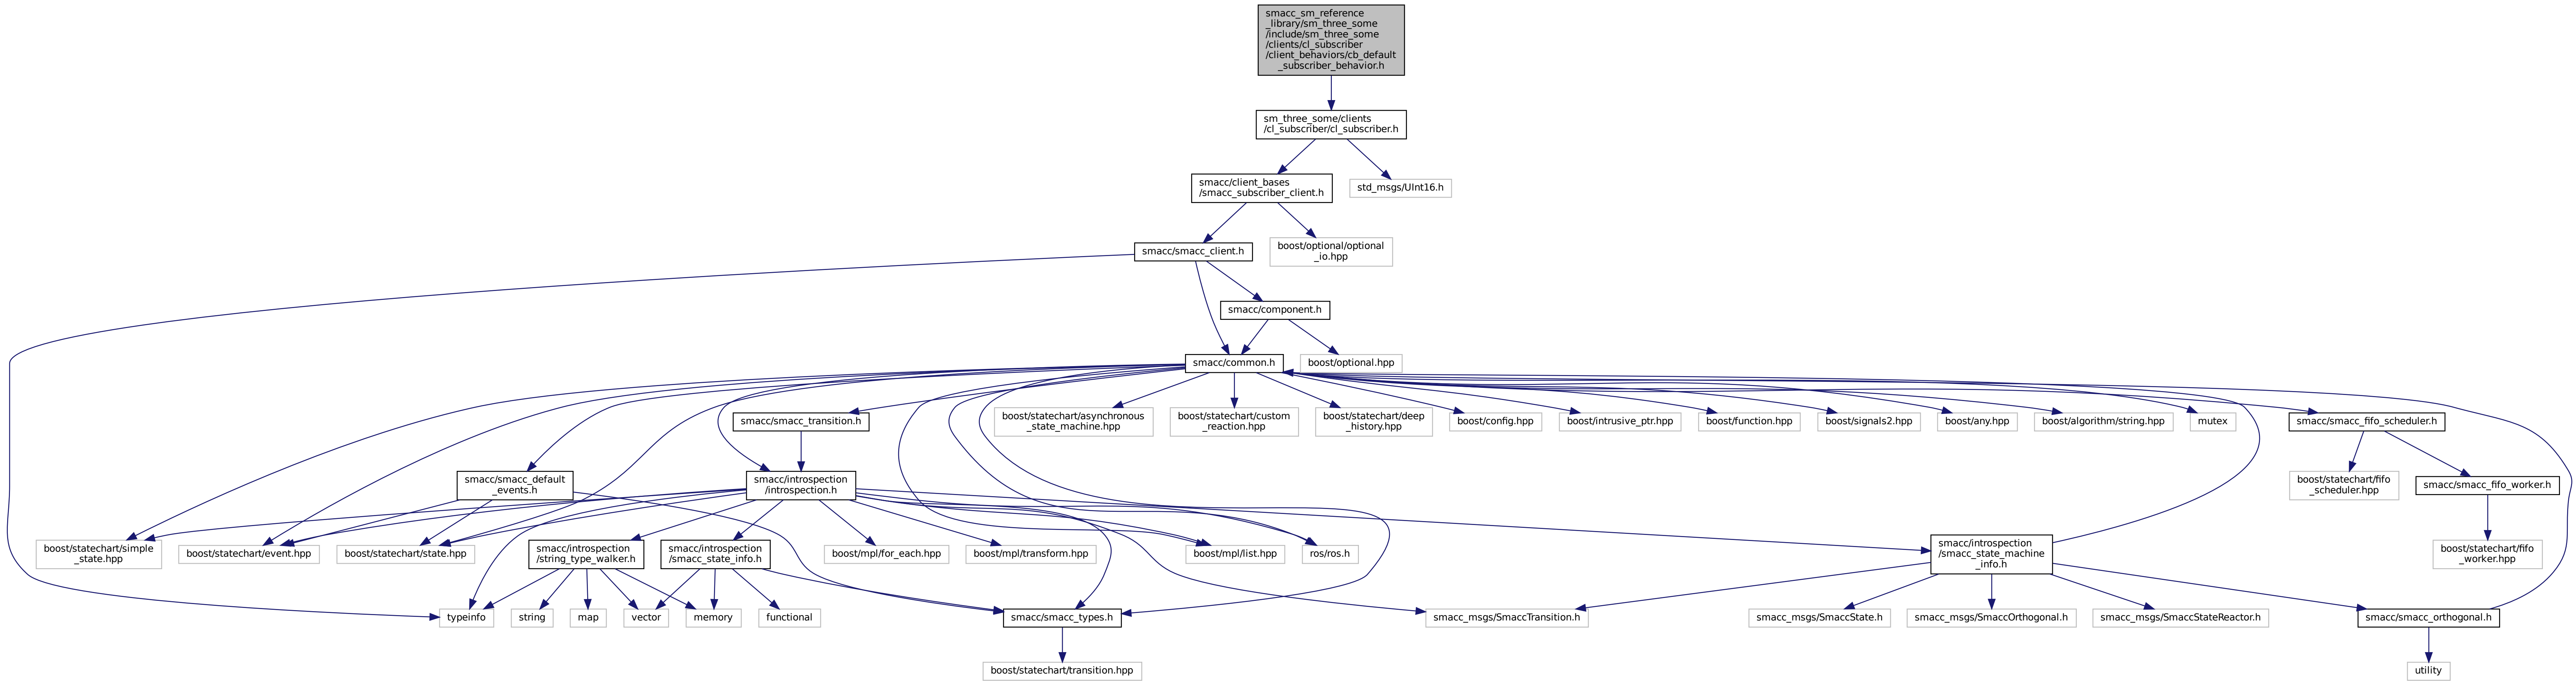 smacc_sm_reference
_library/sm_three_some
/include/sm_three_some
/clients/cl_subscriber
/client_behaviors/cb_default
_subscriber_behavior.h
sm_three_some/clients
/cl_subscriber/cl_subscriber.h
smacc/client_bases
/smacc_subscriber_client.h
std_msgs/UInt16.h
smacc/smacc_client.h
boost/optional/optional
_io.hpp
smacc/component.h
smacc/common.h
boost/optional.hpp
smacc/smacc_transition.h
boost/statechart/asynchronous
_state_machine.hpp
boost/statechart/custom
_reaction.hpp
boost/statechart/deep
_history.hpp
boost/config.hpp
boost/intrusive_ptr.hpp
boost/function.hpp
boost/signals2.hpp
boost/any.hpp
boost/algorithm/string.hpp
mutex
smacc/smacc_fifo_scheduler.h
smacc/smacc_default
_events.h
smacc/introspection
/introspection.h
boost/statechart/fifo
_scheduler.hpp
smacc/smacc_fifo_worker.h
boost/statechart/simple
_state.hpp
boost/statechart/event.hpp
boost/statechart/state.hpp
smacc/introspection
/string_type_walker.h
smacc/introspection
/smacc_state_info.h
boost/mpl/for_each.hpp
boost/mpl/transform.hpp
boost/mpl/list.hpp
ros/ros.h
smacc/introspection
/smacc_state_machine
_info.h
boost/statechart/fifo
_worker.hpp
typeinfo
string
map
vector
memory
functional
smacc/smacc_types.h
smacc_msgs/SmaccTransition.h
smacc_msgs/SmaccState.h
smacc_msgs/SmaccOrthogonal.h
smacc_msgs/SmaccStateReactor.h
smacc/smacc_orthogonal.h
boost/statechart/transition.hpp
utility